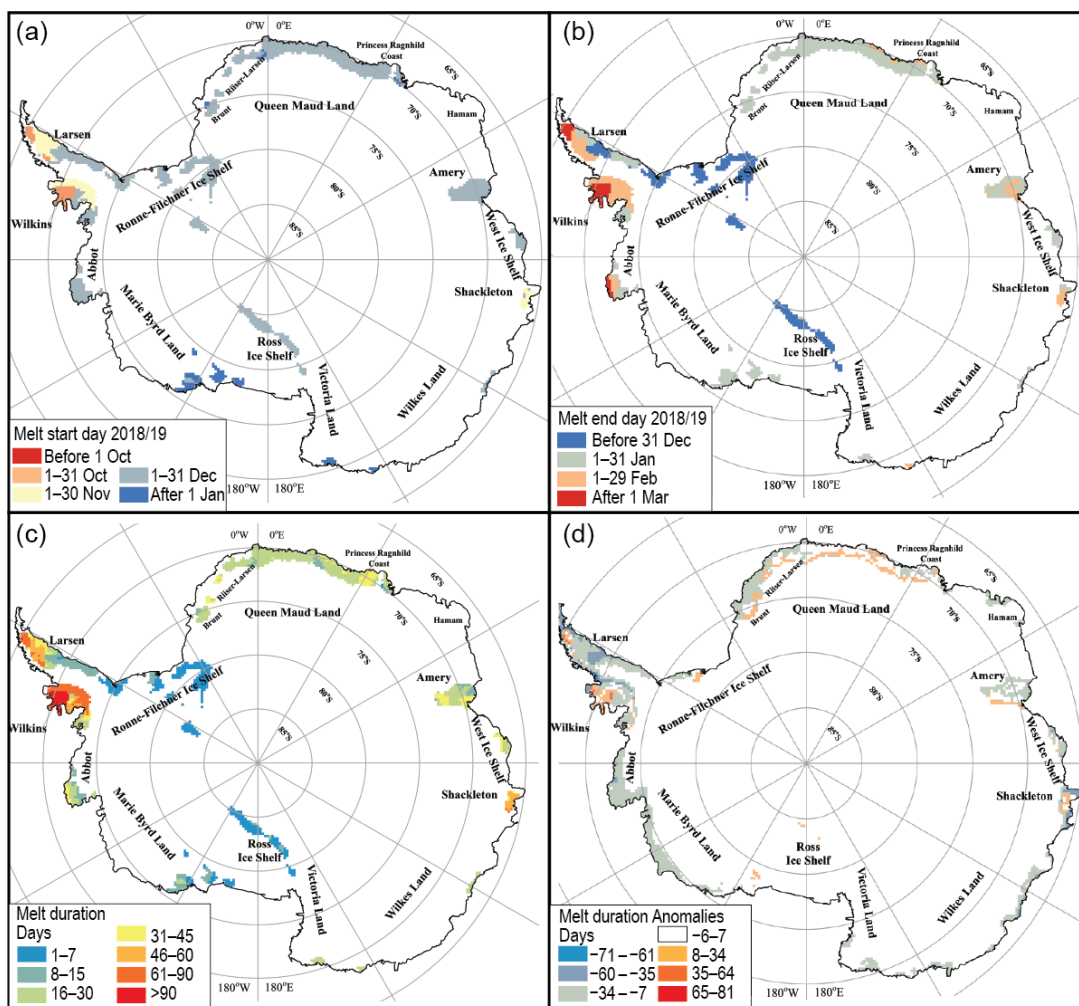 (a)
0°W 0°E
Princess Ragnhild
Coast
65°S
Riiser-Larsen
70°S
Brunt
Queen Maud Land
Hamam
Larsen
75°S
Amery
80°S
Ronne-Filchner Ice Shelf
85°S
West Ice Shelf
Wilkins
Abbot
Shackleton
Marie Byrd Land
Ross
Ice Shelf
Victoria Land
Wilkes Land
180°W 180°E
Melt start day 2018/19
Before 1 Oct
1–31 Oct
1–31 Dec
1–30 Nov
After 1 Jan
(b)
0°W 0°E
Princess Ragnhild
Coast
65°S
Riiser-Larsen
70°S
Brunt
Queen Maud Land
Hamam
Larsen
75°S
Amery
80°S
Ronne-Filchner Ice Shelf
85°S
West Ice Shelf
Wilkins
Abbot
Shackleton
Marie Byrd Land
Ross
Ice Shelf
Victoria Land
Wilkes Land
180°W 180°E
Melt end day 2018/19
Before 31 Dec
1–31 Jan
1–29 Feb
After 1 Mar
(c)
0°W 0°E
Princess Ragnhild
Coast
65°S
Riiser-Larsen
70°S
Brunt
Queen Maud Land
Hamam
Larsen
75°S
Amery
80°S
Ronne-Filchner Ice Shelf
85°S
West Ice Shelf
Wilkins
Abbot
Shackleton
Marie Byrd Land
Ross
Ice Shelf
Victoria Land
Wilkes Land
180°W 180°E
Melt duration
Days
31–45
1–7
46–60
8–15
61–90
16–30
>90
(d)
0°W 0°E
Princess Ragnhild
Coast
65°S
Riiser-Larsen
70°S
Brunt
Queen Maud Land
Hamam
Larsen
75°S
Amery
80°S
Ronne-Filchner Ice Shelf
85°S
West Ice Shelf
Wilkins
Abbot
Shackleton
Marie Byrd Land
Ross
Ice Shelf
Victoria Land
Wilkes Land
180°W 180°E
Melt duration Anomalies
Days
−6–7
−71 – −61
8–34
−60 – −35
35–64
−34 – −7
65–81